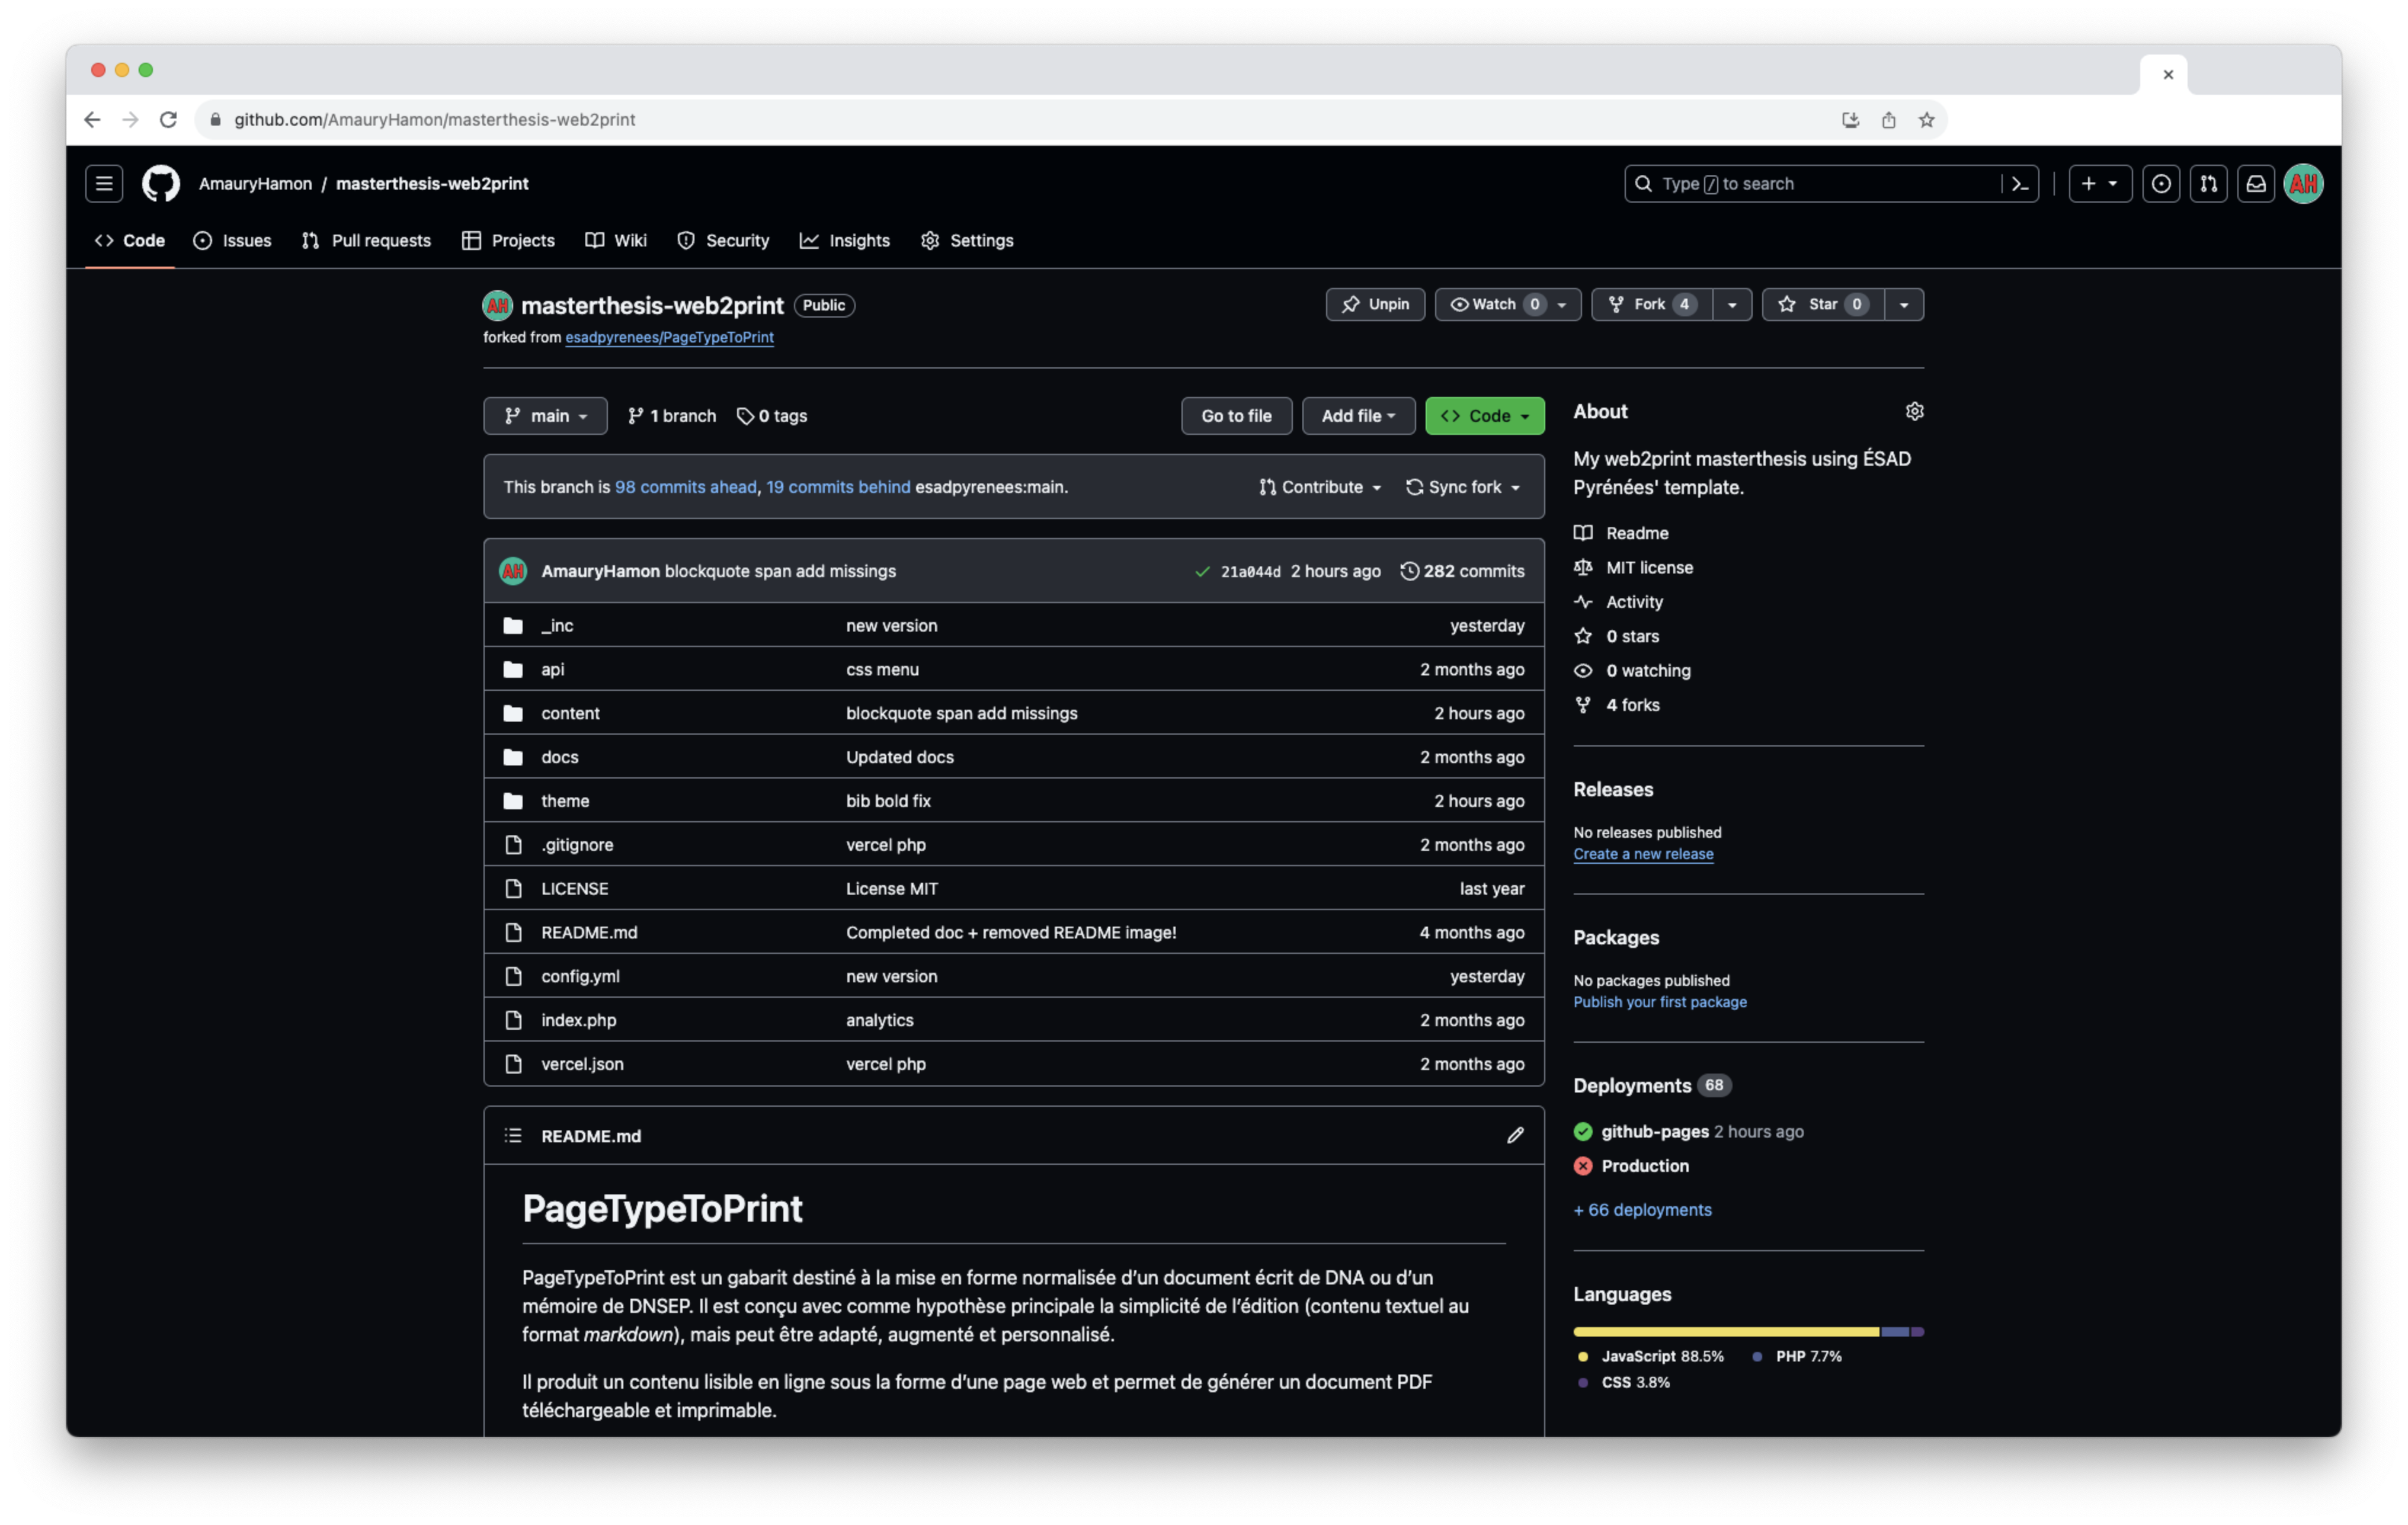 github.com/AmauryHamon/masterthesis-web2print
AmauryHamon / masterthesis-web2print
Type / to search
AH
Code Issues Pull requests Projects Wiki Security Insights Settings
AH masterthesis-web2print Public
Unpin Watch 0 Fork 4 Star 0
forked from esadpyrenees/PageTypeToPrint
main 1 branch 0 tags Go to file Add file Code
This branch is 98 commits ahead, 19 commits behind esadpyrenees:main. Contribute Sync fork
AH AmauryHamon blockquote span add missings 21a044d 2 hours ago 282 commits
_inc new version yesterday
api css menu 2 months ago
content blockquote span add missings 2 hours ago
docs Updated docs 2 months ago
theme bib bold fix 2 hours ago
.gitignore vercel php 2 months ago
LICENSE License MIT last year
README.md Completed doc + removed README image! 4 months ago
config.yml new version yesterday
index.php analytics 2 months ago
vercel.json vercel php 2 months ago
README.md
PageTypeToPrint
PageTypeToPrint est un gabarit destiné à la mise en forme normalisée d’un document écrit de DNA ou d’un
mémoire de DNSEP. Il est conçu avec comme hypothèse principale la simplicité de l’édition (contenu textuel au
format markdown), mais peut être adapté, augmenté et personnalisé.
Il produit un contenu lisible en ligne sous la forme d’une page web et permet de générer un document PDF
téléchargeable et imprimable.
About
My web2print masterthesis using ÉSAD
Pyrénées' template.
Readme
MIT license
Activity
0 stars
0 watching
4 forks
Releases
No releases published
Create a new release
Packages
No packages published
Publish your first package
Deployments 68
github-pages 2 hours ago
Production
+ 66 deployments
Languages
JavaScript 88.5% PHP 7.7%
CSS 3.8%